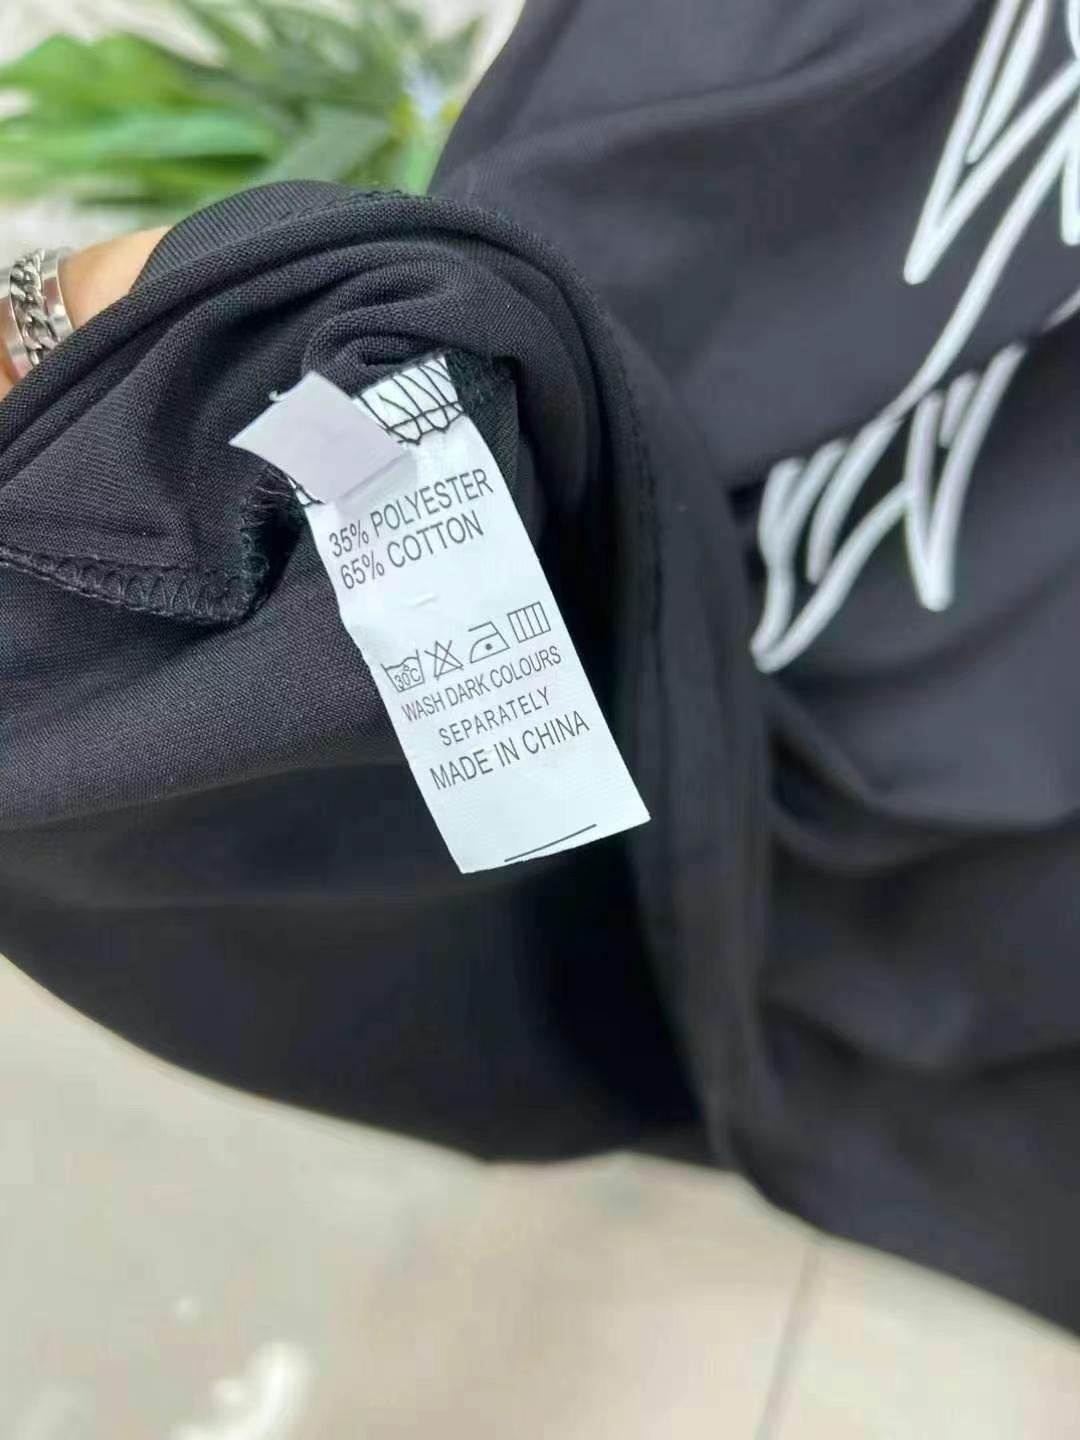 35% POLYESTER
65% COTTON
30°C
WASH DARK COLOURS
SEPARATELY
MADE IN CHINA